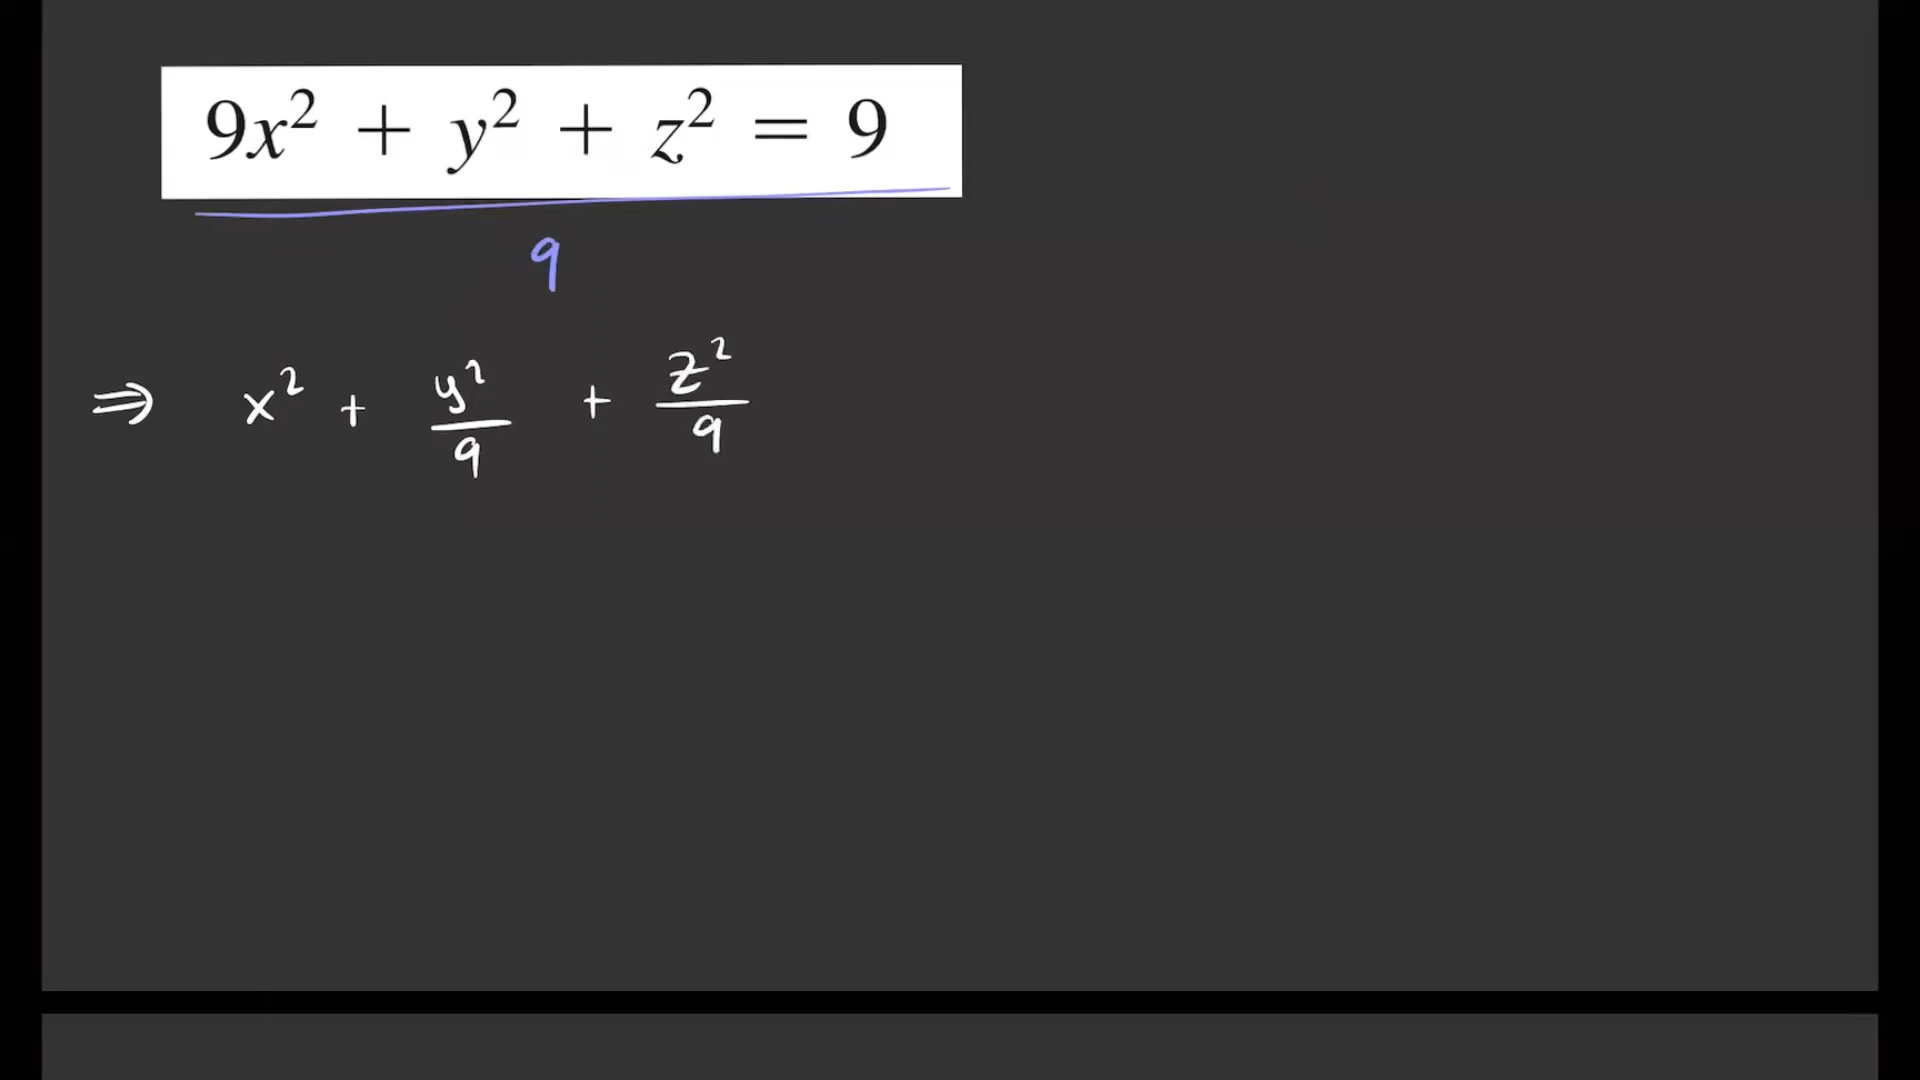 9x² + y² + z² = 9
9
⇒ x² + y²/9 + z²/9